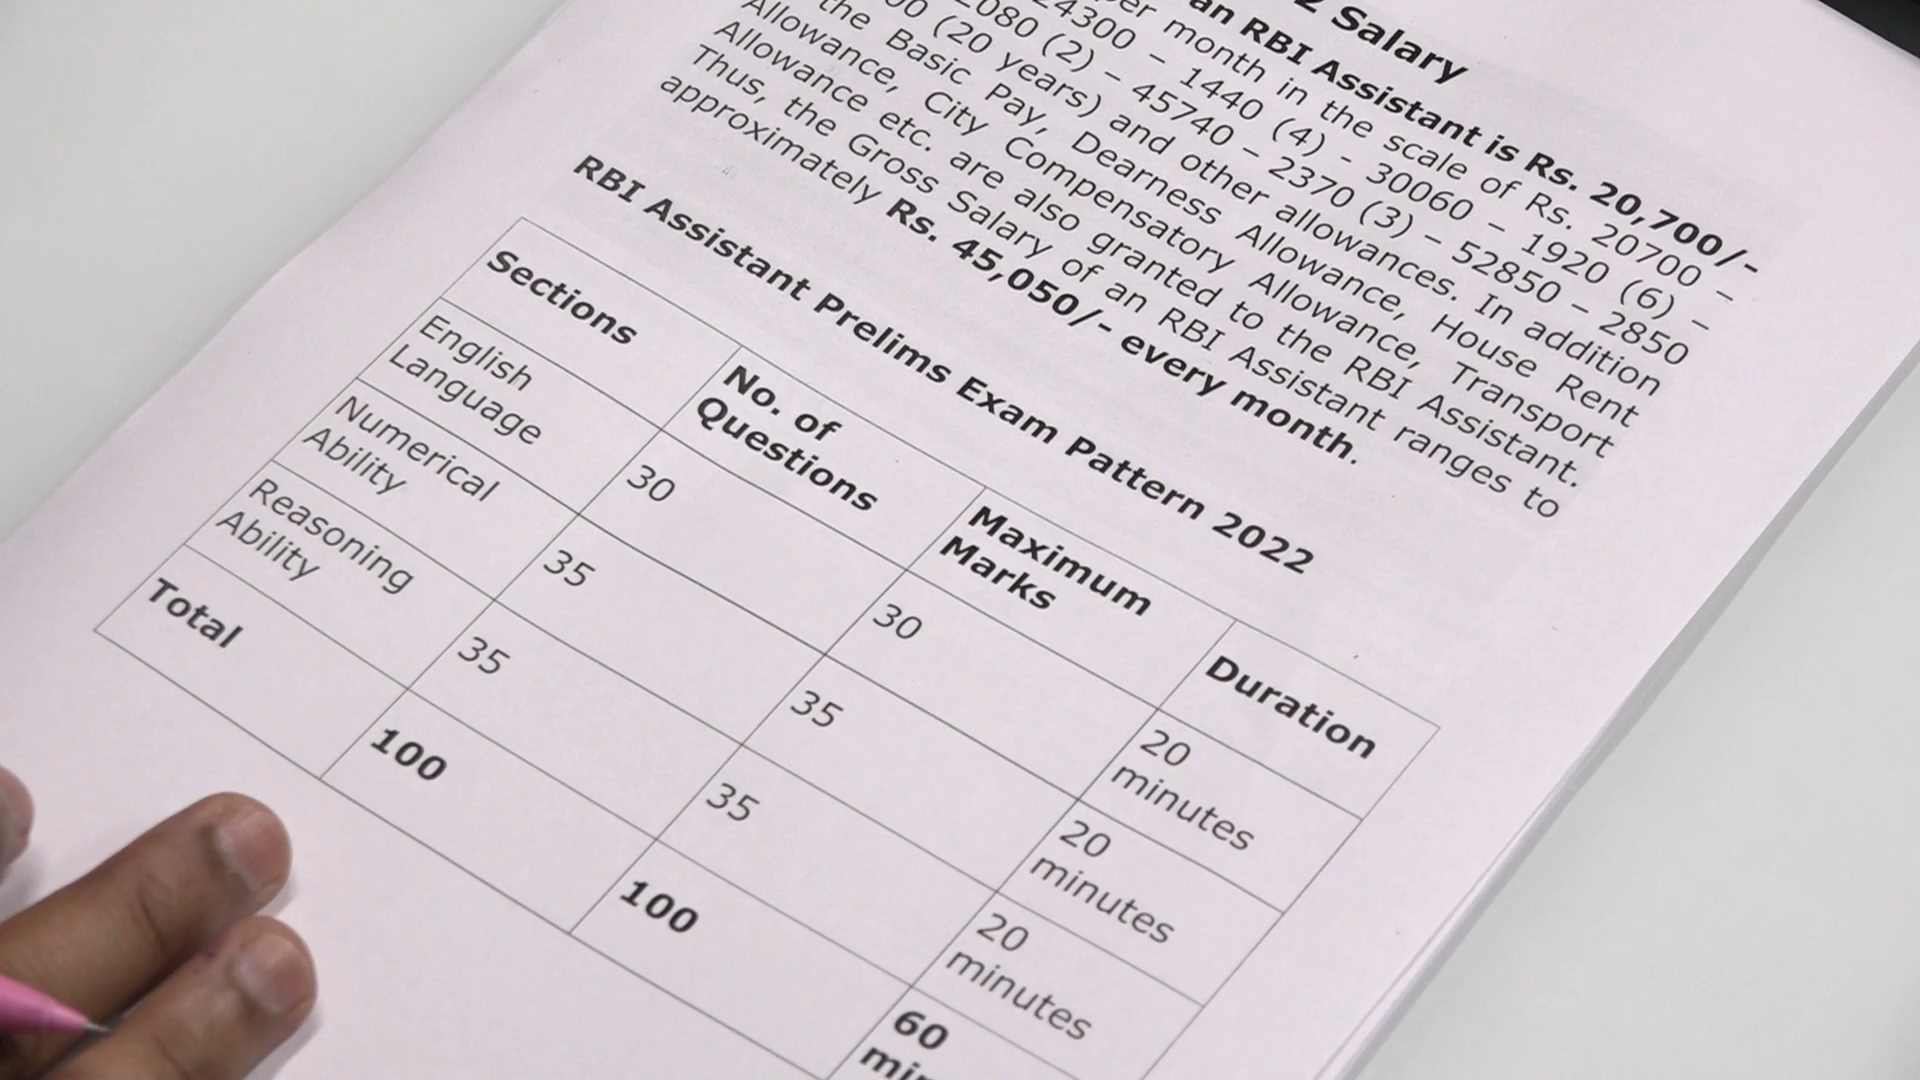 2 Salary
an RBI Assistant is Rs. 20,700/-
per month in the scale of Rs. 20700 –
24300 – 1440 (4) - 30060 – 1920 (6) –
2080 (2) – 45740 – 2370 (3) – 52850 – 2850
(20 years) and other allowances. In addition
the Basic Pay, Dearness Allowance, House Rent
Allowance, City Compensatory Allowance, Transport
Allowance etc. are also granted to the RBI Assistant.
Thus, the Gross Salary of an RBI Assistant ranges to
approximately Rs. 45,050/- every month.
RBI Assistant Prelims Exam Pattern 2022
Sections No. of Questions Maximum Marks Duration
English Language 30 30 20 minutes
Numerical Ability 35 35 20 minutes
Reasoning Ability 35 35 20 minutes
Total 100 100 60